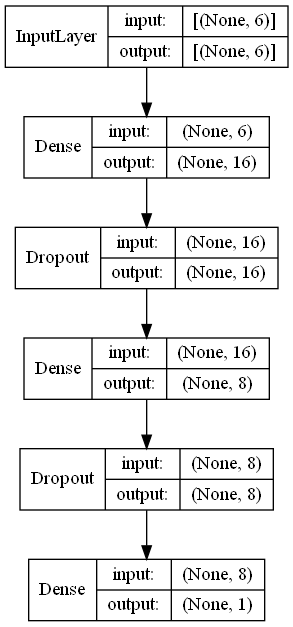 InputLayer
input: [(None, 6)]
output: [(None, 6)]
Dense
input: (None, 6)
output: (None, 16)
Dropout
input: (None, 16)
output: (None, 16)
Dense
input: (None, 16)
output: (None, 8)
Dropout
input: (None, 8)
output: (None, 8)
Dense
input: (None, 8)
output: (None, 1)